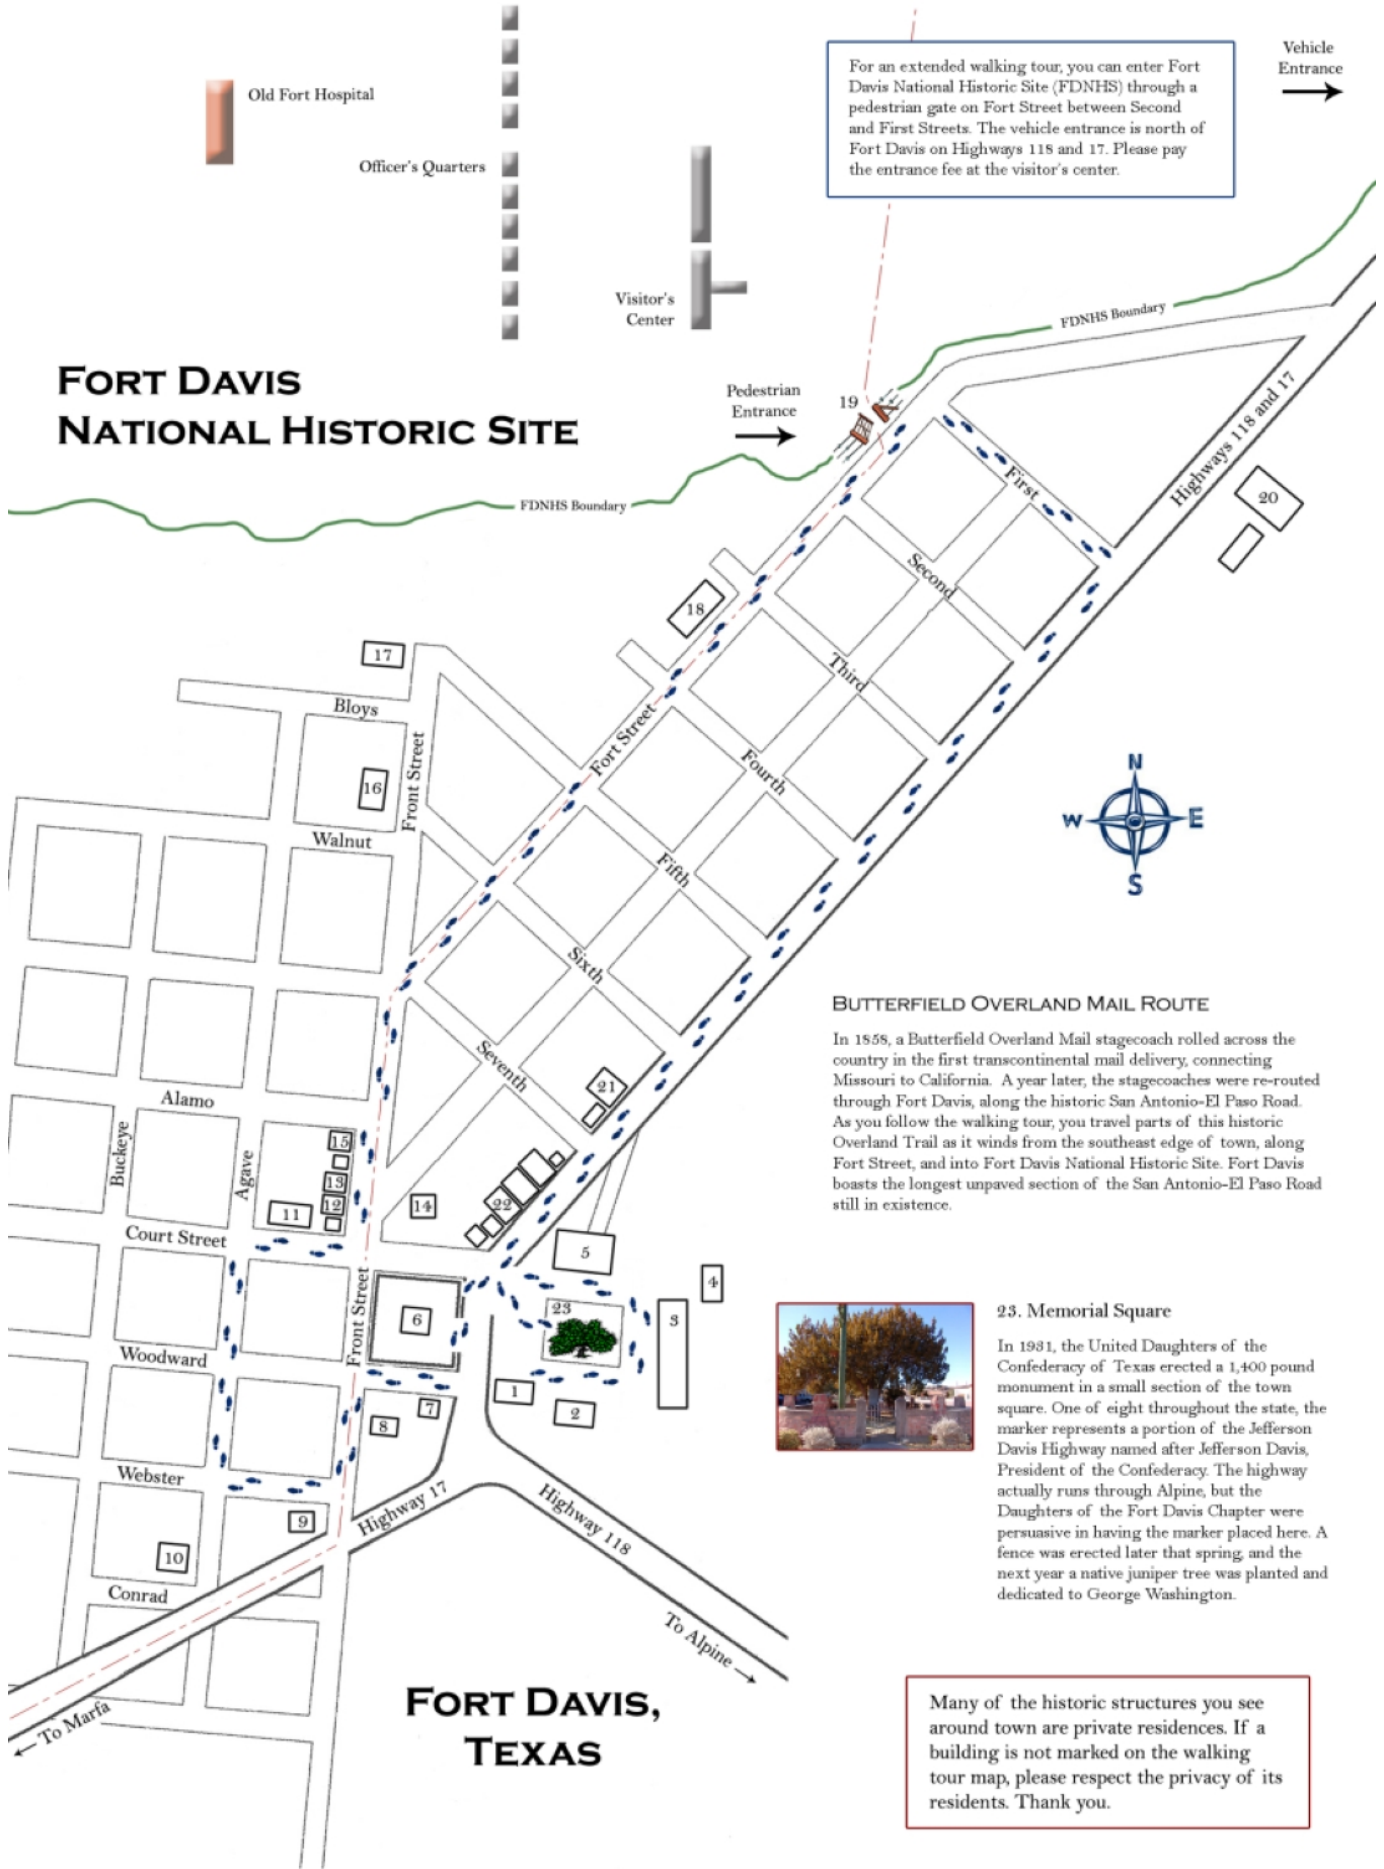 Old Fort Hospital
Officer's Quarters
Visitor's
Center
For an extended walking tour, you can enter Fort
Davis National Historic Site (FDNHS) through a
pedestrian gate on Fort Street between Second
and First Streets. The vehicle entrance is north of
Fort Davis on Highways 118 and 17. Please pay
the entrance fee at the visitor's center.
Vehicle
Entrance
FORT DAVIS
NATIONAL HISTORIC SITE
Pedestrian
Entrance
19
FDNHS Boundary
FDNHS Boundary
Highways 118 and 17
First
20
Second
18
Third
17
Bloys
Fort Street
Front Street
Fourth
16
Walnut
Fifth
N
W
E
S
Sixth
Seventh
21
Alamo
Buckeye
Agave
15
13
12
11
14
22
Court Street
5
4
Front Street
6
23
3
Woodward
1
2
7
8
Webster
Highway 17
Highway 118
9
10
Conrad
To Alpine
To Marfa
BUTTERFIELD OVERLAND MAIL ROUTE
In 1858, a Butterfield Overland Mail stagecoach rolled across the
country in the first transcontinental mail delivery, connecting
Missouri to California. A year later, the stagecoaches were re-routed
through Fort Davis, along the historic San Antonio-El Paso Road.
As you follow the walking tour, you travel parts of this historic
Overland Trail as it winds from the southeast edge of town, along
Fort Street, and into Fort Davis National Historic Site. Fort Davis
boasts the longest unpaved section of the San Antonio-El Paso Road
still in existence.
23. Memorial Square
In 1931, the United Daughters of the
Confederacy of Texas erected a 1,400 pound
monument in a small section of the town
square. One of eight throughout the state, the
marker represents a portion of the Jefferson
Davis Highway named after Jefferson Davis,
President of the Confederacy. The highway
actually runs through Alpine, but the
Daughters of the Fort Davis Chapter were
persuasive in having the marker placed here. A
fence was erected later that spring, and the
next year a native juniper tree was planted and
dedicated to George Washington.
FORT DAVIS,
TEXAS
Many of the historic structures you see
around town are private residences. If a
building is not marked on the walking
tour map, please respect the privacy of its
residents. Thank you.